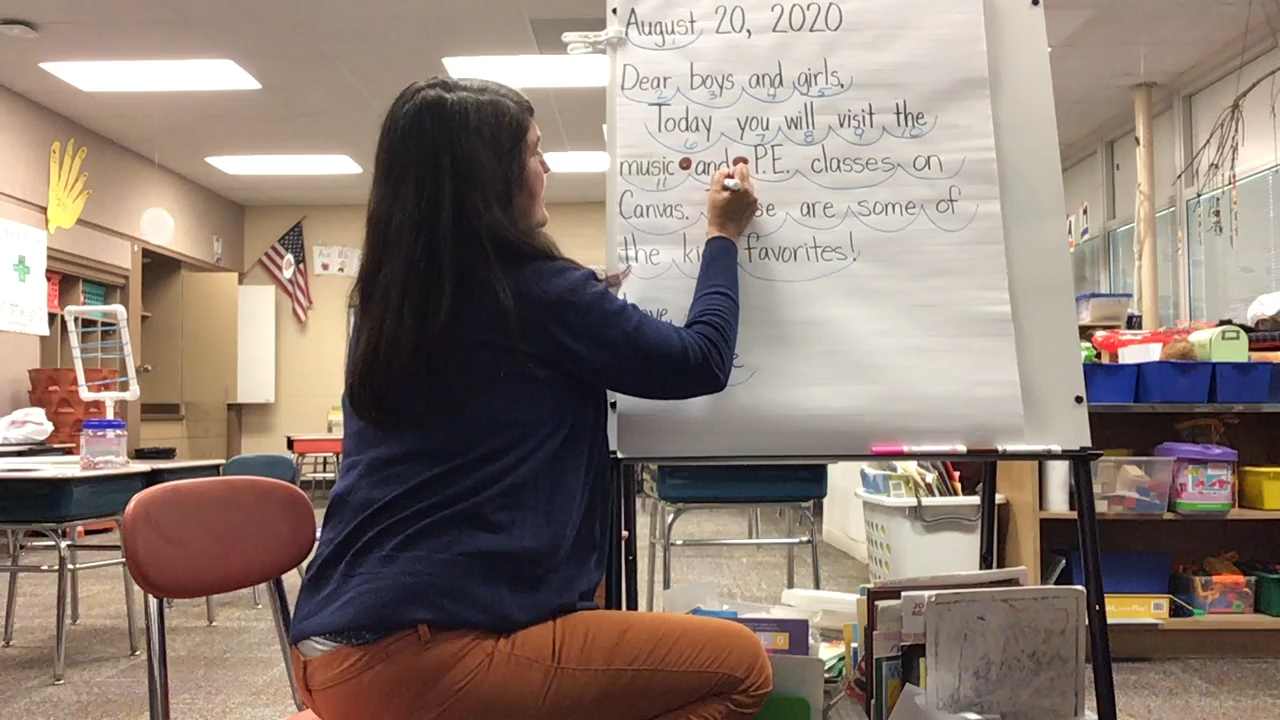 August 20, 2020
Dear boys and girls,
Today you will visit the
music and P.E. classes on
Canvas. are some of
the favorites!